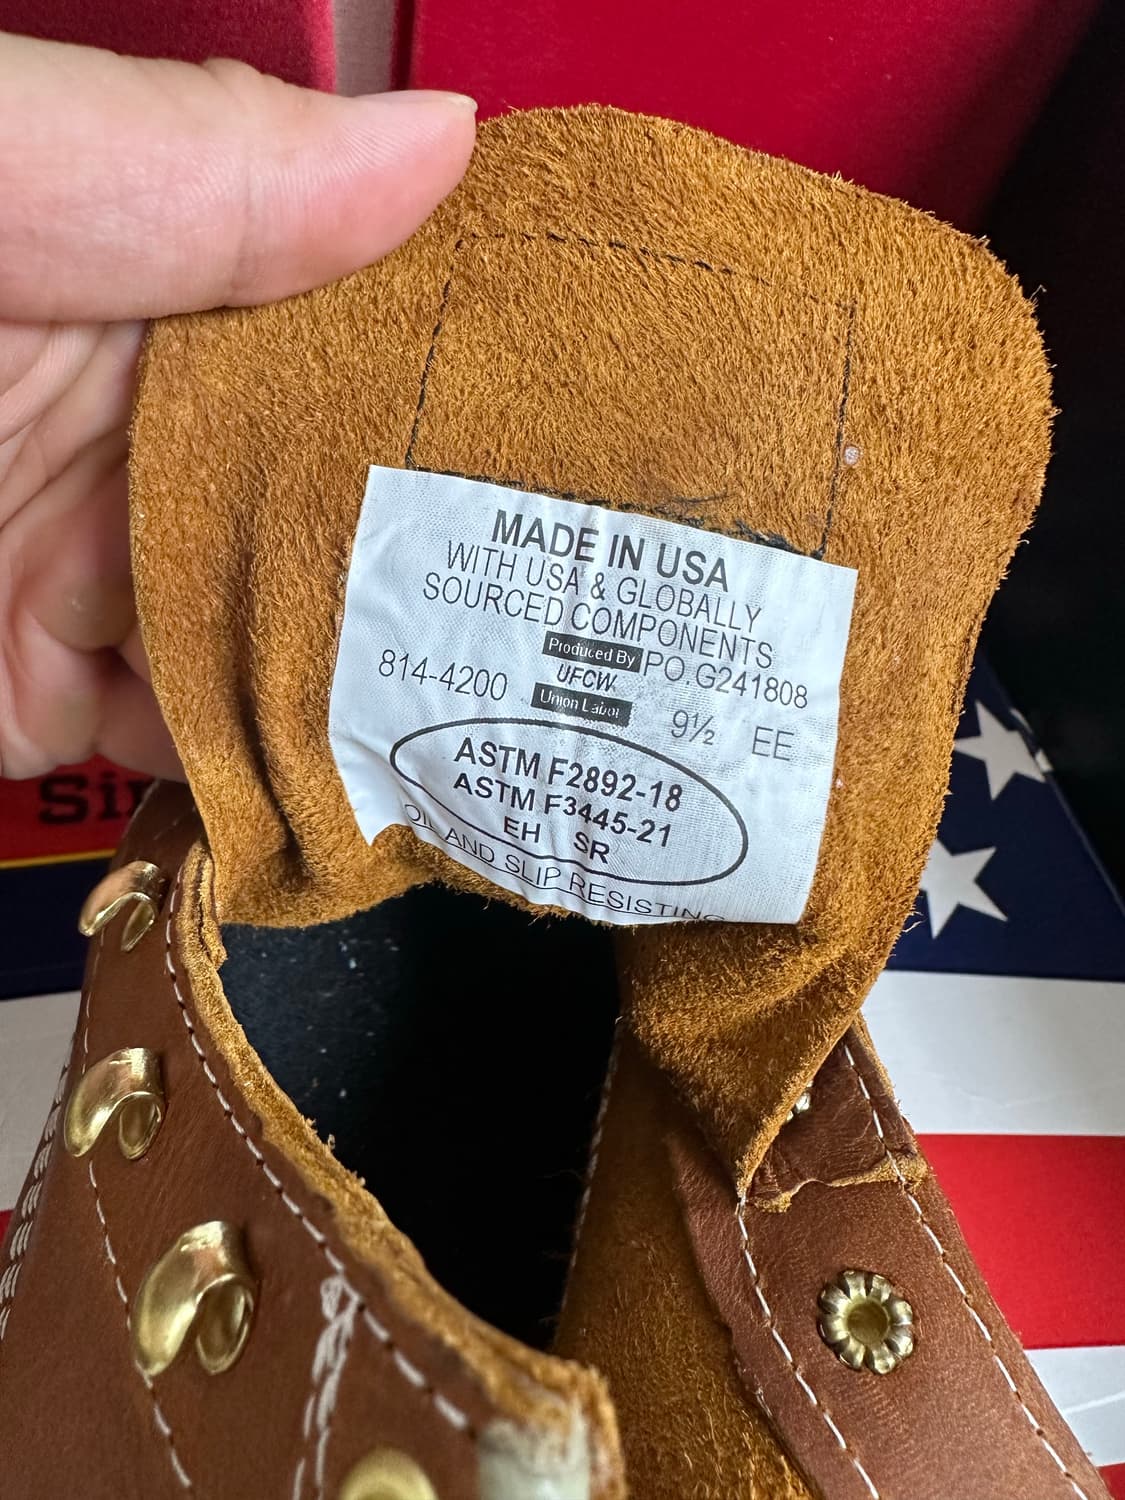 MADE IN USA
WITH USA & GLOBALLY
SOURCED COMPONENTS
Produced By
PO.G241808
814-4200
UFCW
Union Labor
9½ EE
ASTM F2892-18
ASTM F3445-21
EH SR
OIL AND SLIP RESISTING
Sin